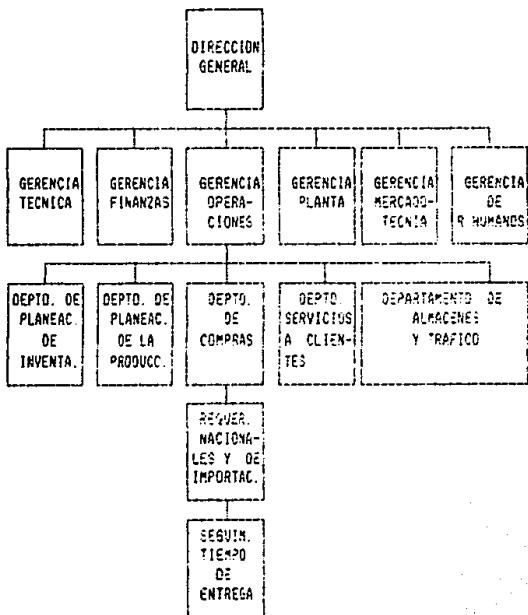 DIRECCION
GENERAL
GERENCIA
TECNICA
GERENCIA
FINANZAS
GERENCIA
OPERA-
CIONES
GERENCIA
PLANTA
GERENCIA
MERCADO-
TECNIA
GERENCIA
DE
R HUMANOS
DEPTO. DE
PLANEAC.
DE
INVENTA.
DEPTO. DE
PLANEAC.
DE LA
PRODUCC.
DEPTO.
DE
COMPRAS
DEPTO.
SERVICIOS
A CLIEN-
TES
DEPARTAMENTO DE
ALMACENES
Y TRAFICO
REQUER.
NACIONA-
LES Y DE
IMPORTAC.
SEGUIM.
TIEMPO
DE
ENTREGA